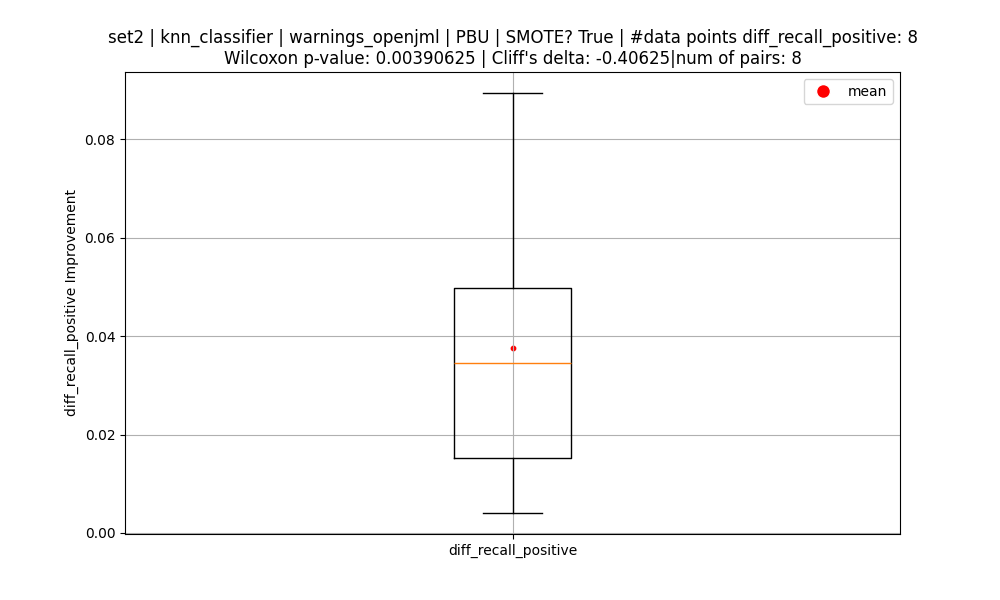 set2 | knn_classifier | warnings_openjml | PBU | SMOTE? True | #data points diff_recall_positive: 8
Wilcoxon p-value: 0.00390625 | Cliff's delta: -0.40625|num of pairs: 8
mean
0.08
0.06
0.04
0.02
0.00
diff_recall_positive Improvement
diff_recall_positive